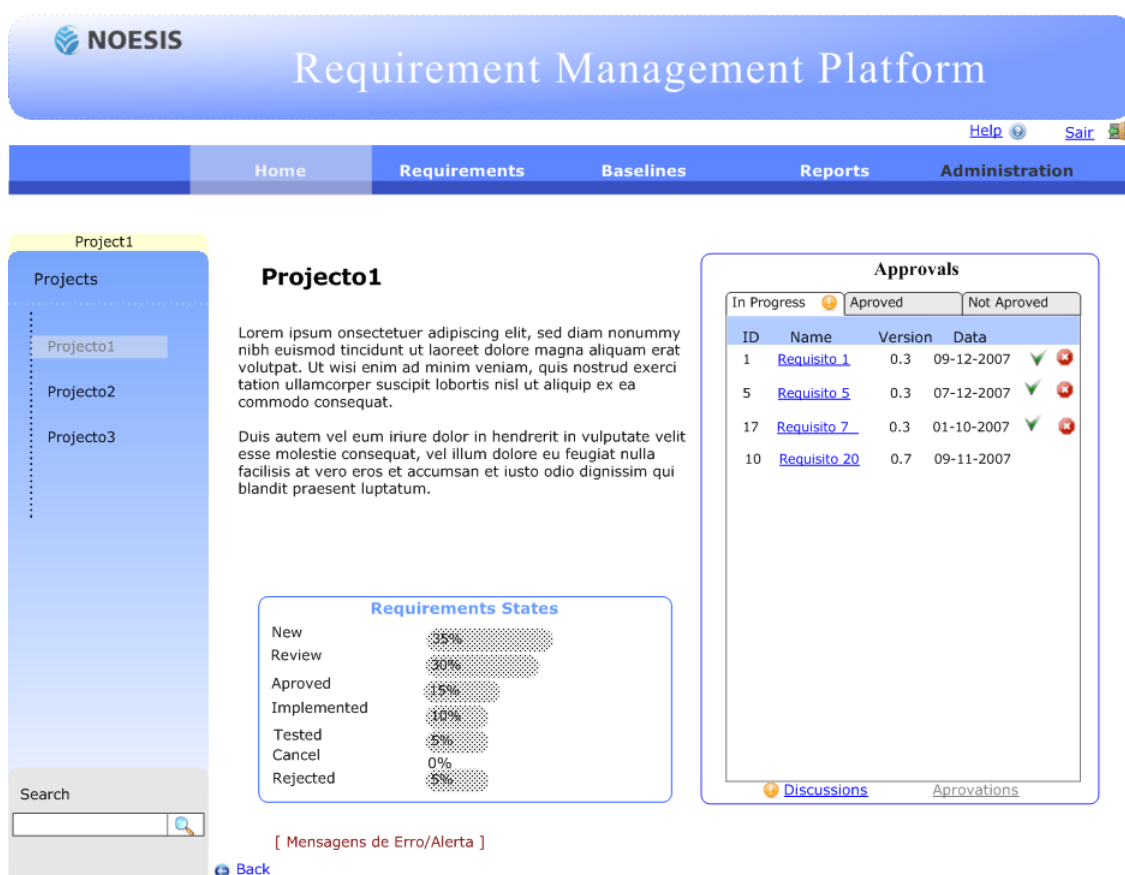 NOESIS
Requirement Management Platform
Help
Sair
Home
Requirements
Baselines
Reports
Administration
Project1
Projects
Projecto1
Projecto2
Projecto3
Search
Projecto1
Lorem ipsum onsectetuer adipiscing elit, sed diam nonummy
nibh euismod tincidunt ut laoreet dolore magna aliquam erat
volutpat. Ut wisi enim ad minim veniam, quis nostrud exerci
tation ullamcorper suscipit lobortis nisl ut aliquip ex ea
commodo consequat.
Duis autem vel eum iriure dolor in hendrerit in vulputate velit
esse molestie consequat, vel illum dolore eu feugiat nulla
facilisis at vero eros et accumsan et iusto odio dignissim qui
blandit praesent luptatum.
Requirements States
New 35%
Review 30%
Aproved 15%
Implemented 10%
Tested 5%
Cancel 0%
Rejected 5%
[ Mensagens de Erro/Alerta ]
Back
Approvals
In Progress
Aproved
Not Aproved
ID Name Version Data
1 Requisito 1 0.3 09-12-2007
5 Requisito 5 0.3 07-12-2007
17 Requisito 7 0.3 01-10-2007
10 Requisito 20 0.7 09-11-2007
Discussions
Aprovations